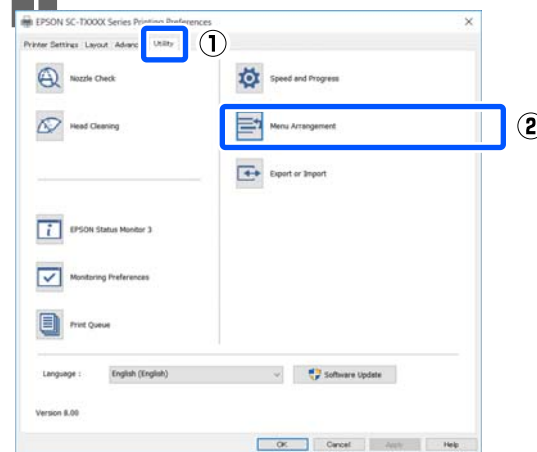 EPSON SC-TXXXX Series Printing Preferences
Printer Settings Layout Advanc Utility ①
Nozzle Check
Speed and Progress
Head Cleaning
Menu Arrangement ②
Export or Import
EPSON Status Monitor 3
Monitoring Preferences
Print Queue
Language : English (English) Software Update
Version 8.00
OK Cancel Apply Help